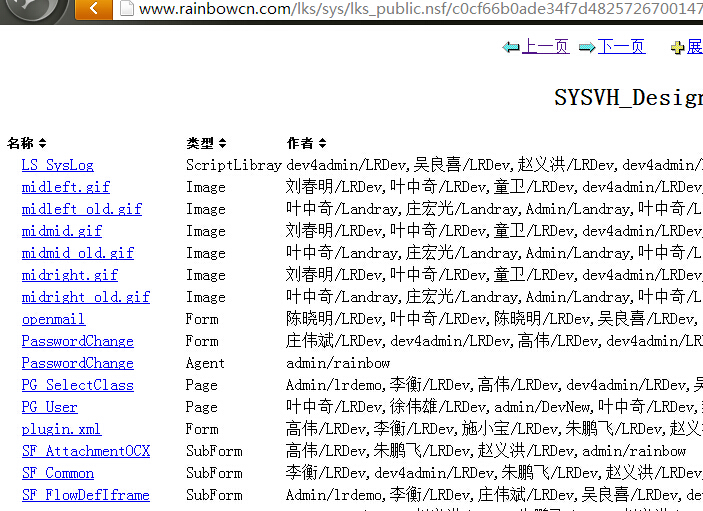 www.rainbowcn.com/lks/sys/lks_public.nsf/c0cf66b0ade34f7d4825726700147
上一页 下一页 展
SYSVH_Design
名称 类型 作者
LS_SysLog ScriptLibray dev4admin/LRDev,吴良喜/LRDev,赵义洪/LRDev,dev4admin/
midleft.gif Image 刘春明/LRDev,叶中奇/LRDev,童卫/LRDev,dev4admin/LRDev
midleft_old.gif Image 叶中奇/Landray,庄宏光/Landray,Admin/Landray,叶中奇/L
midmid.gif Image 刘春明/LRDev,叶中奇/LRDev,童卫/LRDev,dev4admin/LRDev
midmid_old.gif Image 叶中奇/Landray,庄宏光/Landray,Admin/Landray,叶中奇/L
midright.gif Image 刘春明/LRDev,叶中奇/LRDev,童卫/LRDev,dev4admin/LRDev
midright_old.gif Image 叶中奇/Landray,庄宏光/Landray,Admin/Landray,叶中奇/L
openmail Form 陈晓明/LRDev,叶中奇/LRDev,陈晓明/LRDev,吴良喜/LRDev,
PasswordChange Form 庄伟斌/LRDev,dev4admin/LRDev,高伟/LRDev,dev4admin/LR
PasswordChange Agent admin/rainbow
PG_SelectClass Page Admin/lrdemo,李衡/LRDev,高伟/LRDev,dev4admin/LRDev,吴
PG_User Page 叶中奇/LRDev,徐伟雄/LRDev,admin/DevNew,叶中奇/LRDev,
plugin.xml Form 高伟/LRDev,李衡/LRDev,施小宝/LRDev,朱鹏飞/LRDev,赵义
SF_AttachmentOCX SubForm 高伟/LRDev,朱鹏飞/LRDev,赵义洪/LRDev,admin/rainbow
SF_Common SubForm 李衡/LRDev,dev4admin/LRDev,朱鹏飞/LRDev,赵义洪/LRDev,
SF_FlowDefIframe SubForm Admin/lrdemo,李衡/LRDev,庄伟斌/LRDev,吴良喜/LRDev,de